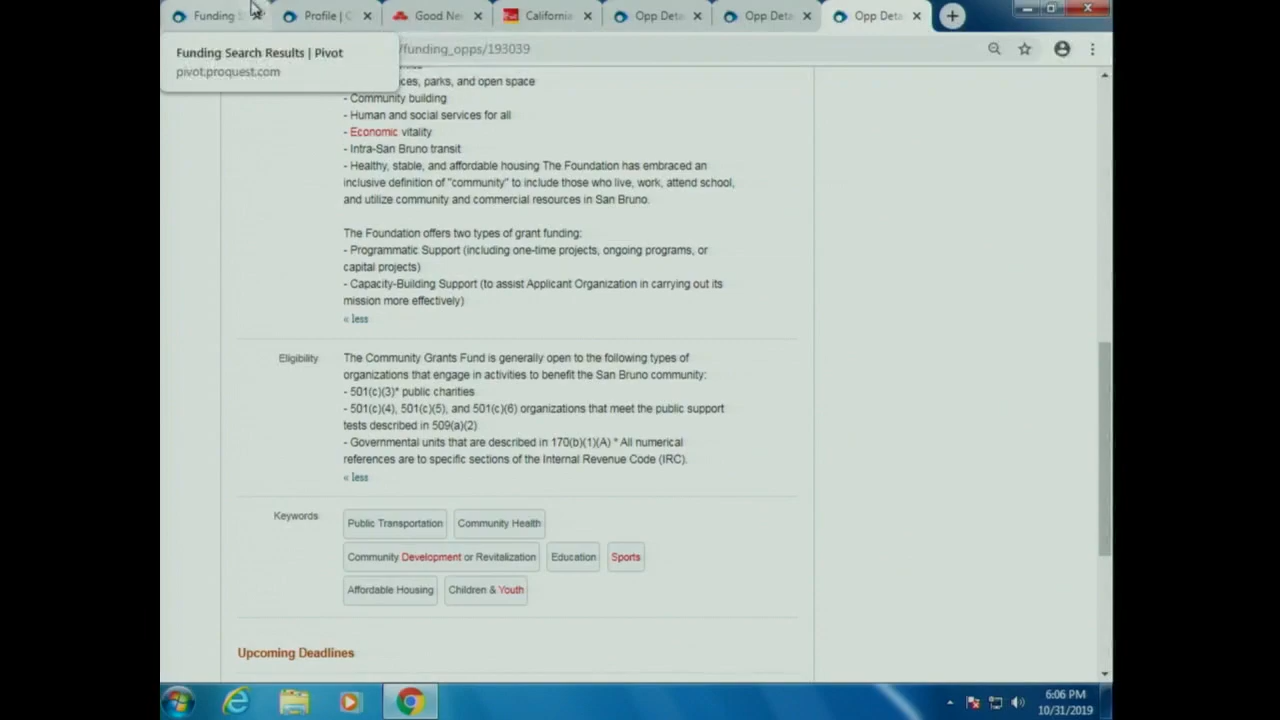 Funding
Profile | C
Good Ne
California
Opp Deta
Opp Deta
Opp Deta
Funding Search Results | Pivot
pivot.proquest.com
/funding_opps/193039
ces, parks, and open space
- Community building
- Human and social services for all
- Economic vitality
- Intra-San Bruno transit
- Healthy, stable, and affordable housing The Foundation has embraced an
inclusive definition of "community" to include those who live, work, attend school,
and utilize community and commercial resources in San Bruno.
The Foundation offers two types of grant funding:
- Programmatic Support (including one-time projects, ongoing programs, or
capital projects)
- Capacity-Building Support (to assist Applicant Organization in carrying out its
mission more effectively)
« less
Eligibility
The Community Grants Fund is generally open to the following types of
organizations that engage in activities to benefit the San Bruno community:
- 501(c)(3)* public charities
- 501(c)(4), 501(c)(5), and 501(c)(6) organizations that meet the public support
tests described in 509(a)(2)
- Governmental units that are described in 170(b)(1)(A) * All numerical
references are to specific sections of the Internal Revenue Code (IRC).
« less
Keywords
Public Transportation
Community Health
Community Development or Revitalization
Education
Sports
Affordable Housing
Children & Youth
Upcoming Deadlines
6:06 PM
10/31/2019